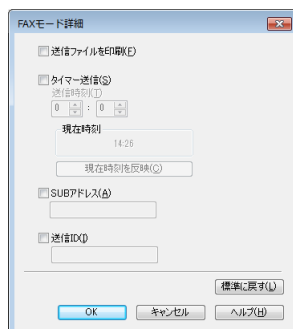 FAXモード詳細
送信ファイルを印刷(F)
タイマー送信(S)
送信時刻(T)
0 : 0
現在時刻
14:26
現在時刻を反映(C)
SUBアドレス(A)
送信ID(I)
標準に戻す(L)
OK キャンセル ヘルプ(H)